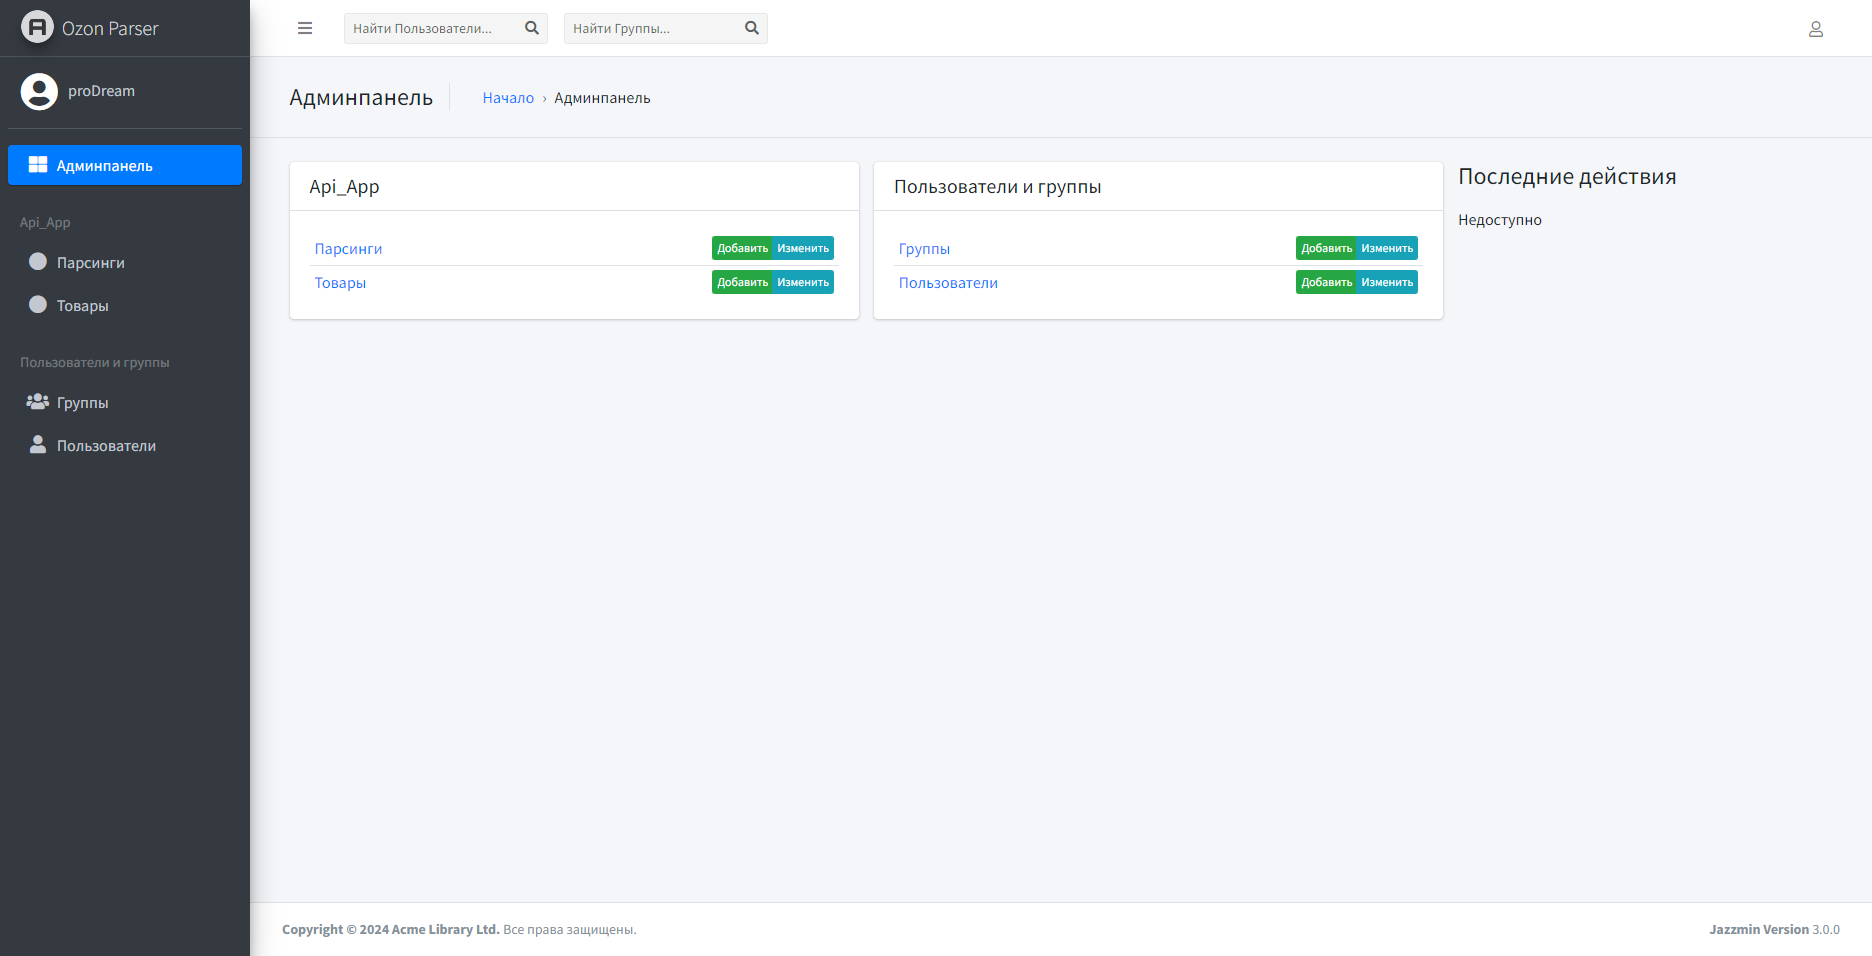 Ozon Parser
proDream
Админпанель
Api_App
Парсинги
Товары
Пользователи и группы
Группы
Пользователи
Найти Пользователи...
Найти Группы...
Админпанель
Начало › Админпанель
Api_App
Парсинги Добавить Изменить
Товары Добавить Изменить
Пользователи и группы
Группы Добавить Изменить
Пользователи Добавить Изменить
Последние действия
Недоступно
Copyright © 2024 Acme Library Ltd. Все права защищены.
Jazzmin Version 3.0.0